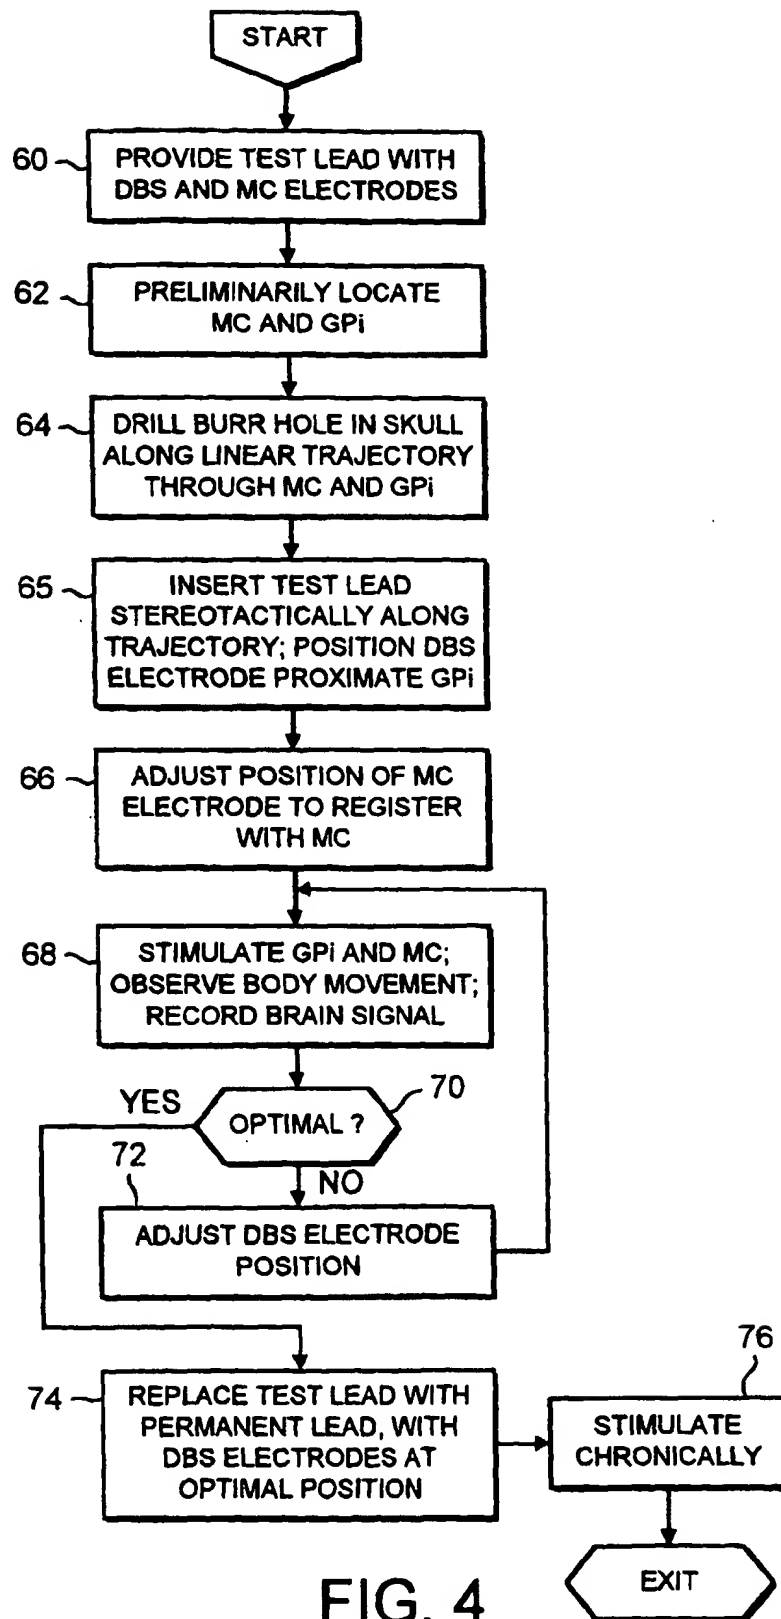 START
60
PROVIDE TEST LEAD WITH
DBS AND MC ELECTRODES
62
PRELIMINARILY LOCATE
MC AND GPi
64
DRILL BURR HOLE IN SKULL
ALONG LINEAR TRAJECTORY
THROUGH MC AND GPi
65
INSERT TEST LEAD
STEREOTACTICALLY ALONG
TRAJECTORY; POSITION DBS
ELECTRODE PROXIMATE GPi
66
ADJUST POSITION OF MC
ELECTRODE TO REGISTER
WITH MC
68
STIMULATE GPi AND MC;
OBSERVE BODY MOVEMENT;
RECORD BRAIN SIGNAL
YES
70
OPTIMAL ?
72
NO
ADJUST DBS ELECTRODE
POSITION
74
REPLACE TEST LEAD WITH
PERMANENT LEAD, WITH
DBS ELECTRODES AT
OPTIMAL POSITION
76
STIMULATE
CHRONICALLY
EXIT
FIG. 4